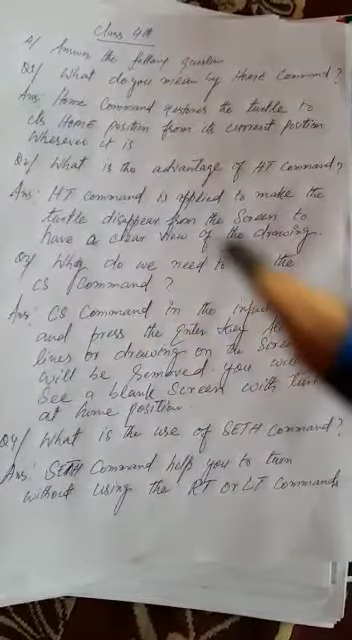 Class 4th
A/ Answer the following question
Q1/ What do you mean by Home Command?
Ans: Home Command restores the turtle to
its HOME position from its current position
wherever it is
Q2/ What is the advantage of HT Command?
Ans: HT Command is applied to make the
turtle disappear from the Screen to
have a clear view of the drawing.
Q3/ Why do we need to the
CS Command?
Ans: CS Command in the
and press the Enter key
lines or drawing on the
will be removed. you
See a blank Screen with
at home position.
Q4/ What is the use of SETH Command?
Ans: SETH Command help you to turn
without using the RT or LT Commands